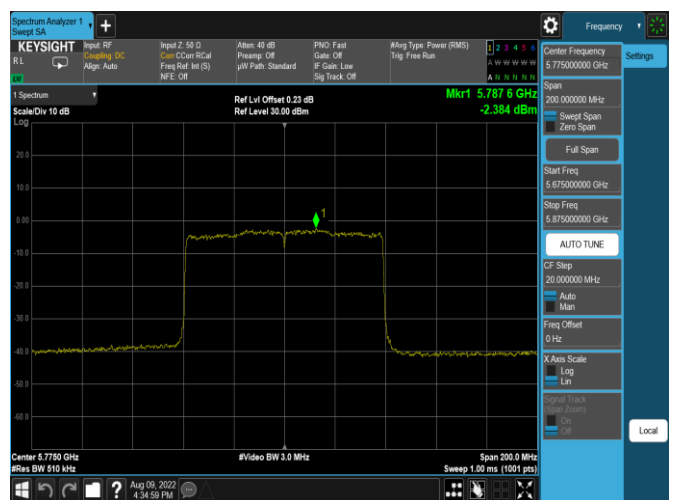 Spectrum Analyzer 1
Swept SA
+
Frequency
KEYSIGHT
RL
LW
Input: RF
Coupling: DC
Align: Auto
Input Z: 50 Ω
Corr CCorr RCal
Freq Ref: Int (S)
NFE: Off
Atten: 40 dB
Preamp: Off
µW Path: Standard
PNO: Fast
Gate: Off
IF Gain: Low
Sig Track: Off
#Avg Type: Power (RMS)
Trig: Free Run
1 2 3 4 5 6
A W W W W W
A N N N N N
1 Spectrum
Scale/Div 10 dB
Log
Ref Lvl Offset 0.23 dB
Ref Level 30.00 dBm
Mkr1 5.787 6 GHz
-2.384 dBm
20.0
10.0
0.00
-10.0
-20.0
-30.0
-40.0
-50.0
-60.0
1
Center 5.7750 GHz
#Res BW 510 kHz
#Video BW 3.0 MHz
Span 200.0 MHz
Sweep 1.00 ms (1001 pts)
Center Frequency
5.775000000 GHz
Settings
Span
200.000000 MHz
Swept Span
Zero Span
Full Span
Start Freq
5.675000000 GHz
Stop Freq
5.875000000 GHz
AUTO TUNE
CF Step
20.000000 MHz
Auto
Man
Freq Offset
0 Hz
X Axis Scale
Log
Lin
Signal Track
(Span Zoom)
On
Off
Local
?
Aug 09, 2022
4:34:59 PM